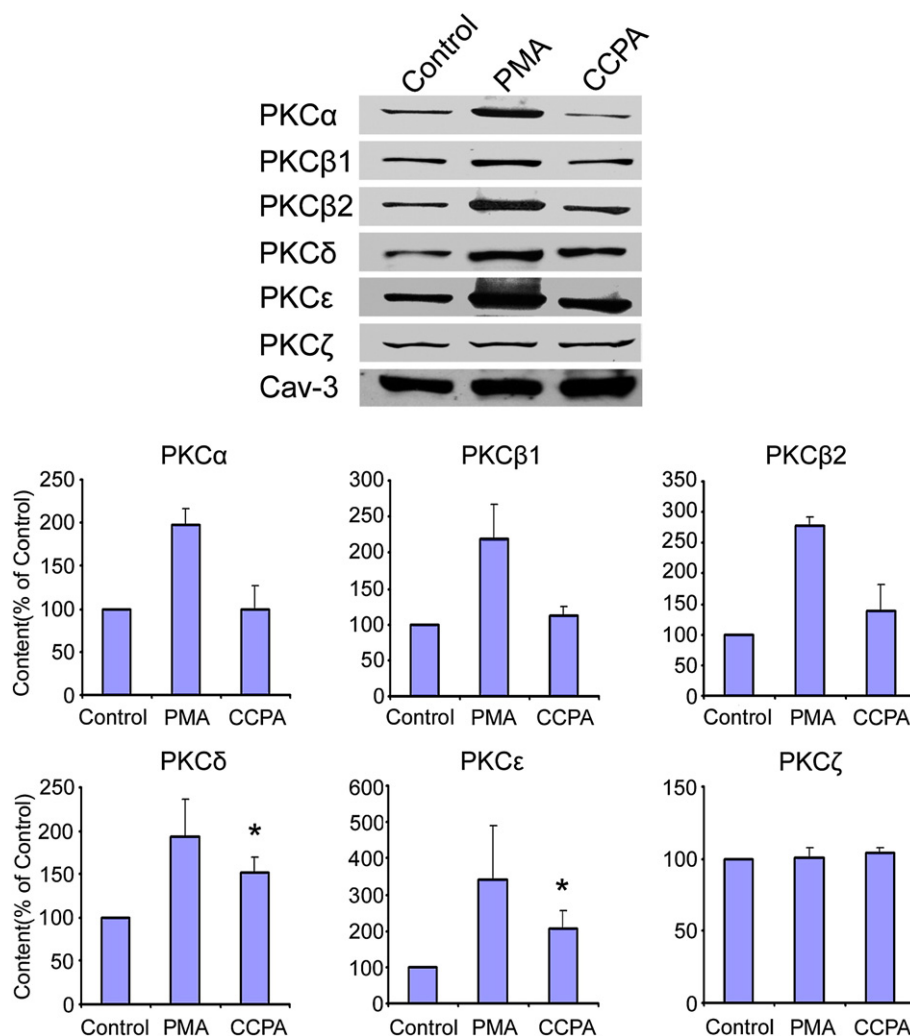 Control PMA CCPA
PKCα
PKCβ1
PKCβ2
PKCδ
PKCε
PKCζ
Cav-3
PKCα
Content(% of Control)
250
200
150
100
50
0
Control PMA CCPA
PKCβ1
300
250
200
150
100
50
0
Control PMA CCPA
PKCβ2
350
300
250
200
150
100
50
0
Control PMA CCPA
PKCδ
Content(% of Control)
250
200
150
100
50
0
*
Control PMA CCPA
PKCε
600
500
400
300
200
100
0
*
Control PMA CCPA
PKCζ
150
100
50
0
Control PMA CCPA